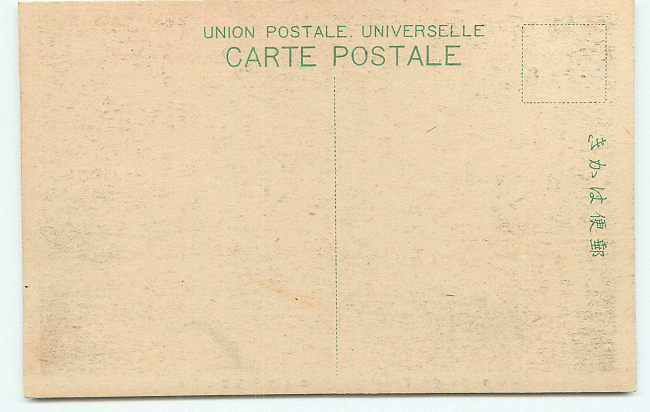 UNION POSTALE UNIVERSELLE
CARTE POSTALE
郵便はかき